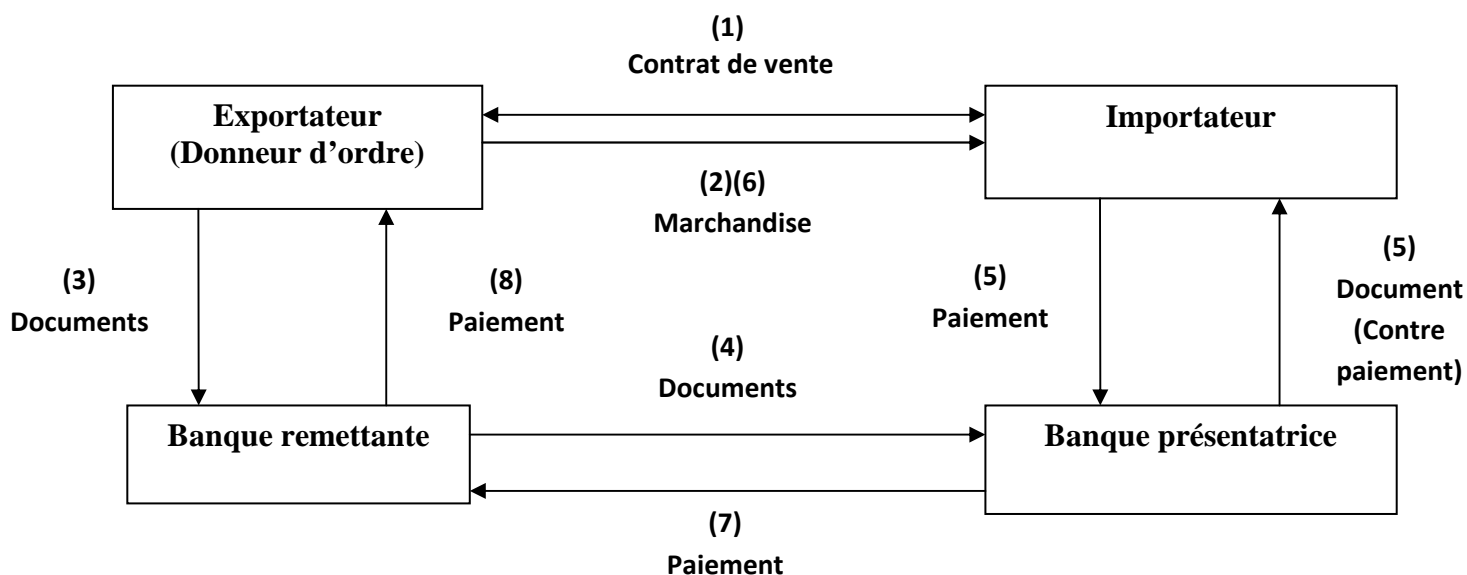 (1)
Contrat de vente
Exportateur
(Donneur d’ordre)
Importateur
(2)(6)
Marchandise
(3)
Documents
(8)
Paiement
(5)
Paiement
(5)
Document
(Contre
paiement)
(4)
Documents
Banque remettante
Banque présentatrice
(7)
Paiement